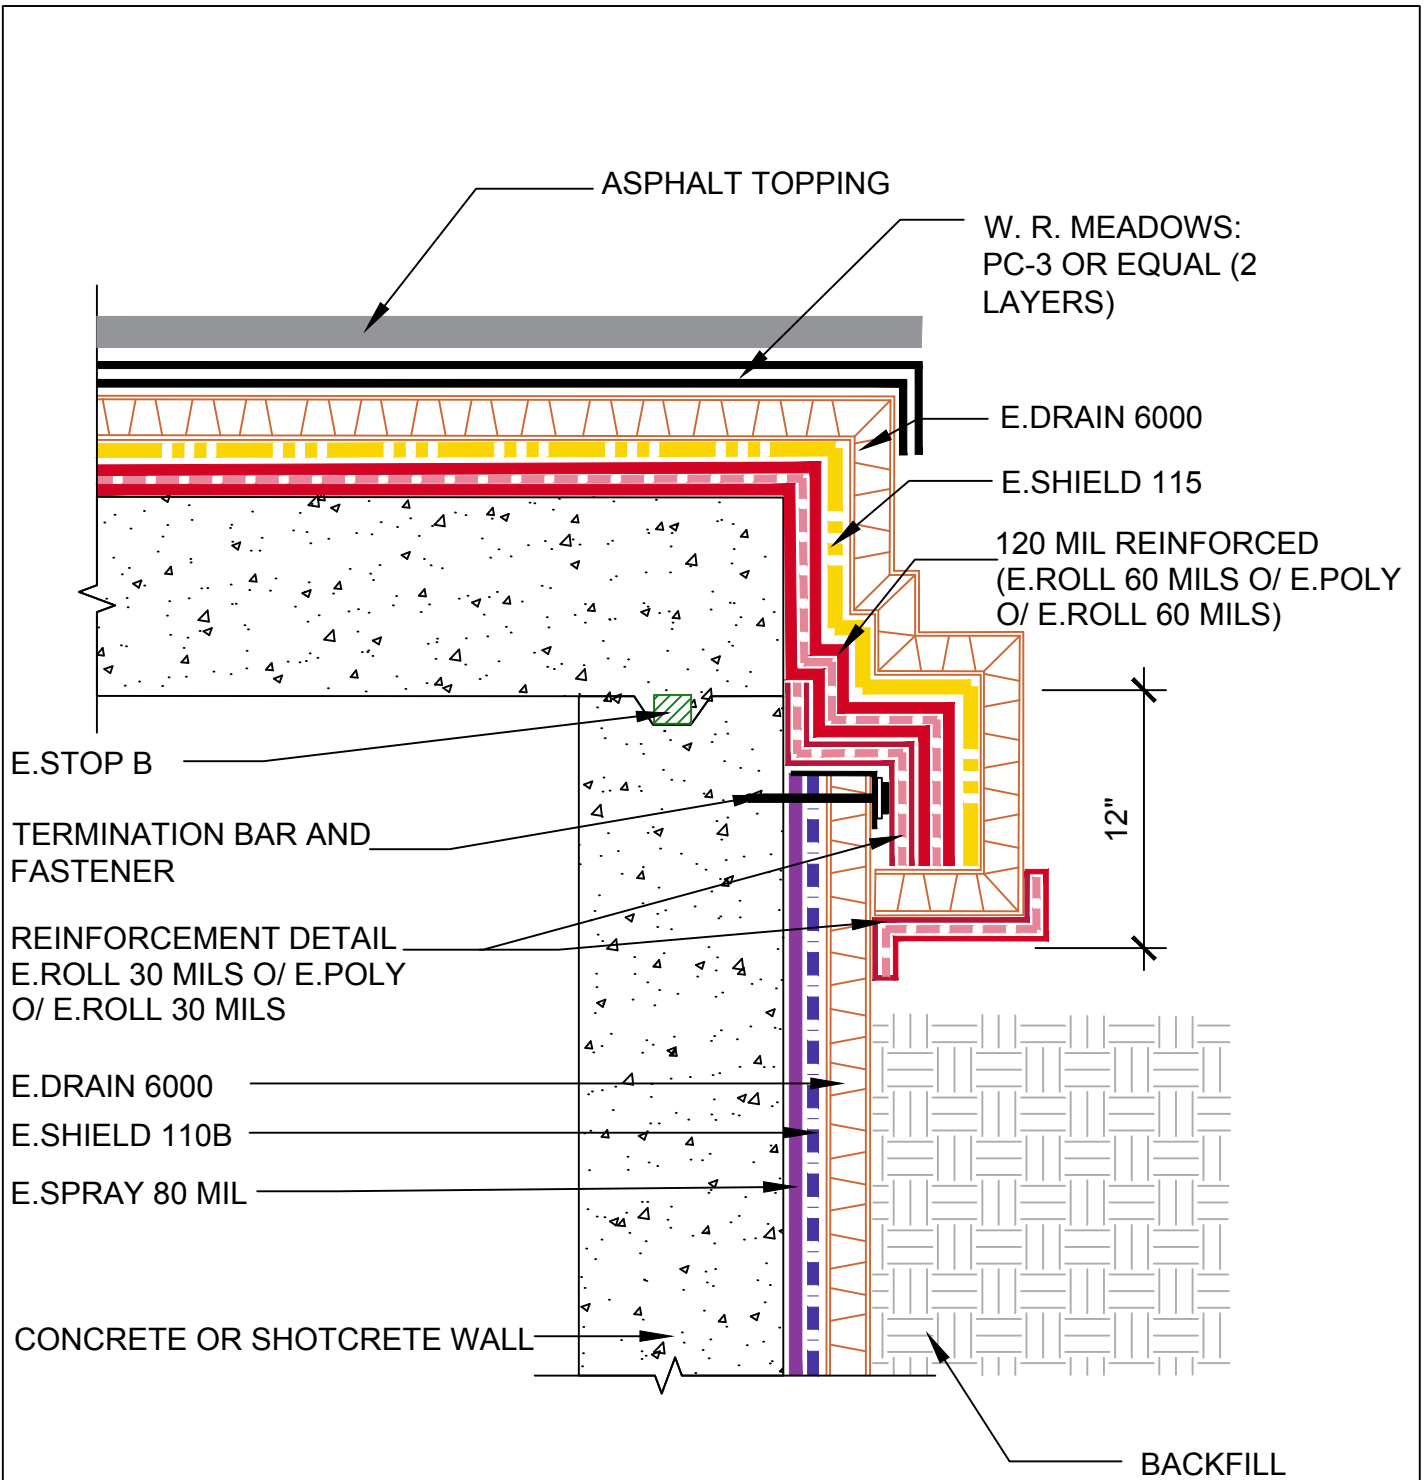 ASPHALT TOPPING
W. R. MEADOWS:
PC-3 OR EQUAL (2
LAYERS)
E.DRAIN 6000
E.SHIELD 115
120 MIL REINFORCED
(E.ROLL 60 MILS O/ E.POLY
O/ E.ROLL 60 MILS)
E.STOP B
12"
TERMINATION BAR AND
FASTENER
REINFORCEMENT DETAIL
E.ROLL 30 MILS O/ E.POLY
O/ E.ROLL 30 MILS
E.DRAIN 6000
E.SHIELD 110B
E.SPRAY 80 MIL
CONCRETE OR SHOTCRETE WALL
BACKFILL